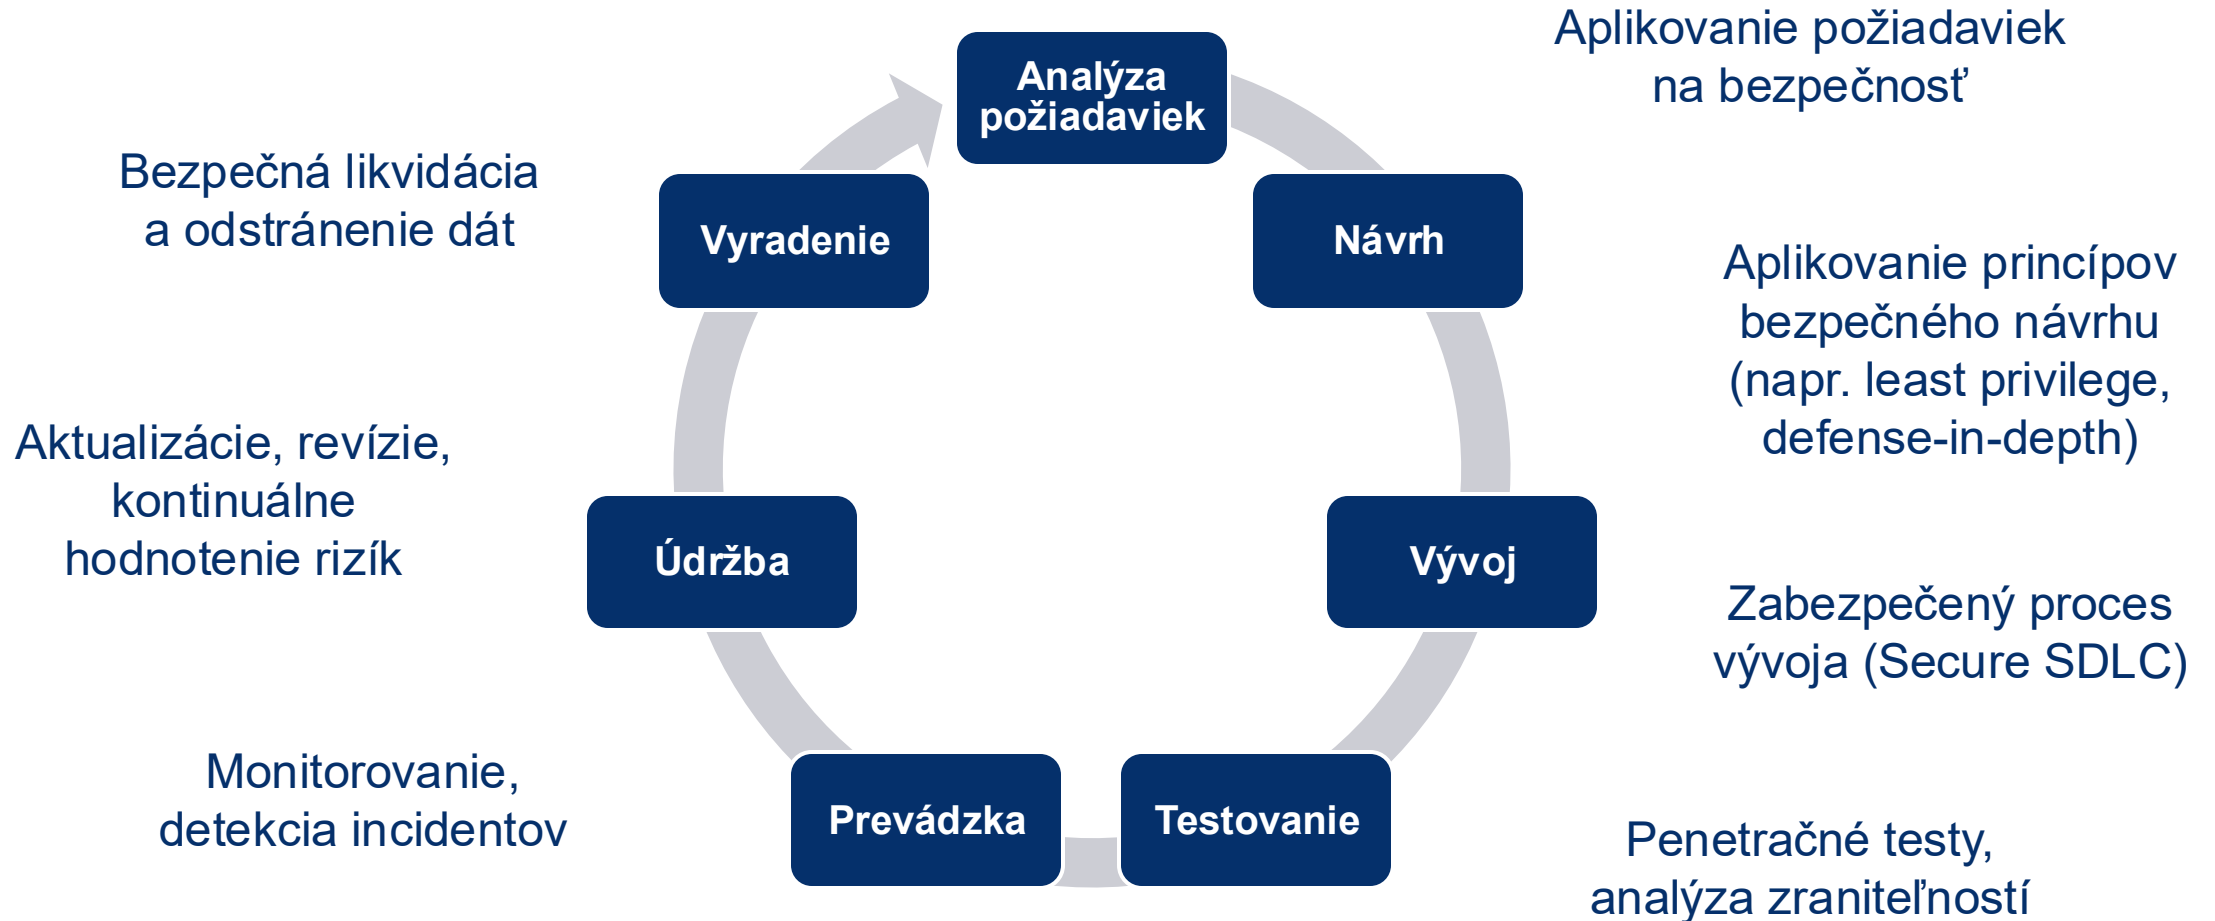 Analýza
požiadaviek
Aplikovanie požiadaviek
na bezpečnosť
Návrh
Aplikovanie princípov
bezpečného návrhu
(napr. least privilege,
defense-in-depth)
Vývoj
Zabezpečený proces
vývoja (Secure SDLC)
Testovanie
Penetračné testy,
analýza zraniteľností
Prevádzka
Monitorovanie,
detekcia incidentov
Údržba
Aktualizácie, revízie,
kontinuálne
hodnotenie rizík
Vyradenie
Bezpečná likvidácia
a odstránenie dát